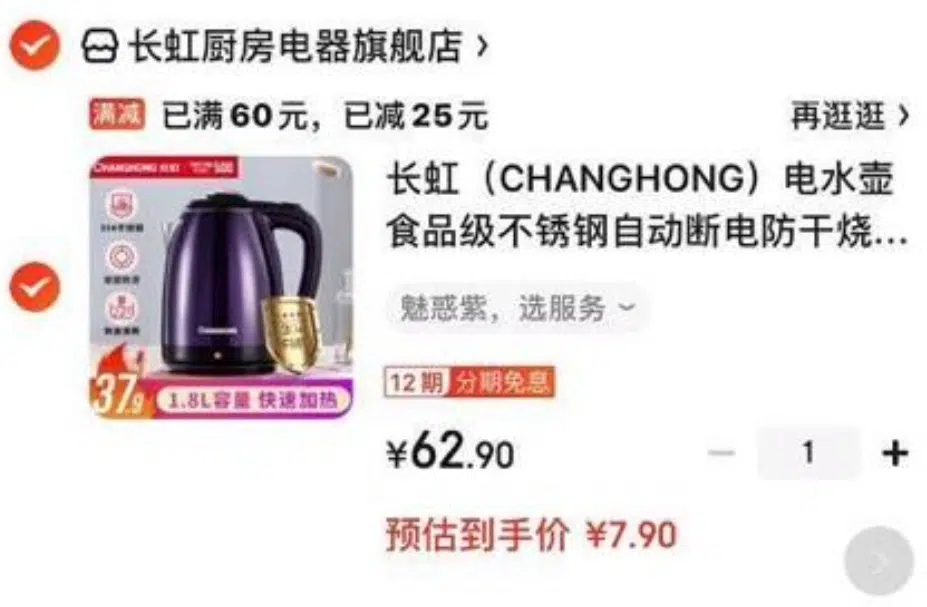 长虹厨房电器旗舰店 ›
满减 已满60元，已减25元
再逛逛 ›
长虹（CHANGHONG）电水壶
食品级不锈钢自动断电防干烧...
CHANGHONG 长虹
37.9
1.8L容量 快速加热
魅惑紫，选服务
12期 分期免息
¥62.90
− 1 +
预估到手价 ¥7.90